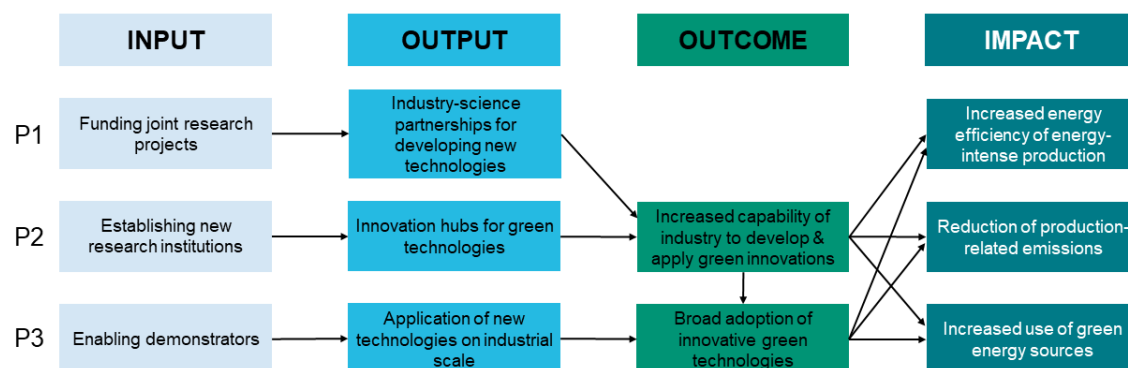 INPUT
OUTPUT
OUTCOME
IMPACT
P1
Funding joint research
projects
Industry-science
partnerships for
developing new
technologies
Increased energy
efficiency of energy-
intense production
P2
Establishing new
research institutions
Innovation hubs for green
technologies
Increased capability of
industry to develop &
apply green innovations
Reduction of production-
related emissions
P3
Enabling demonstrators
Application of new
technologies on industrial
scale
Broad adoption of
innovative green
technologies
Increased use of green
energy sources